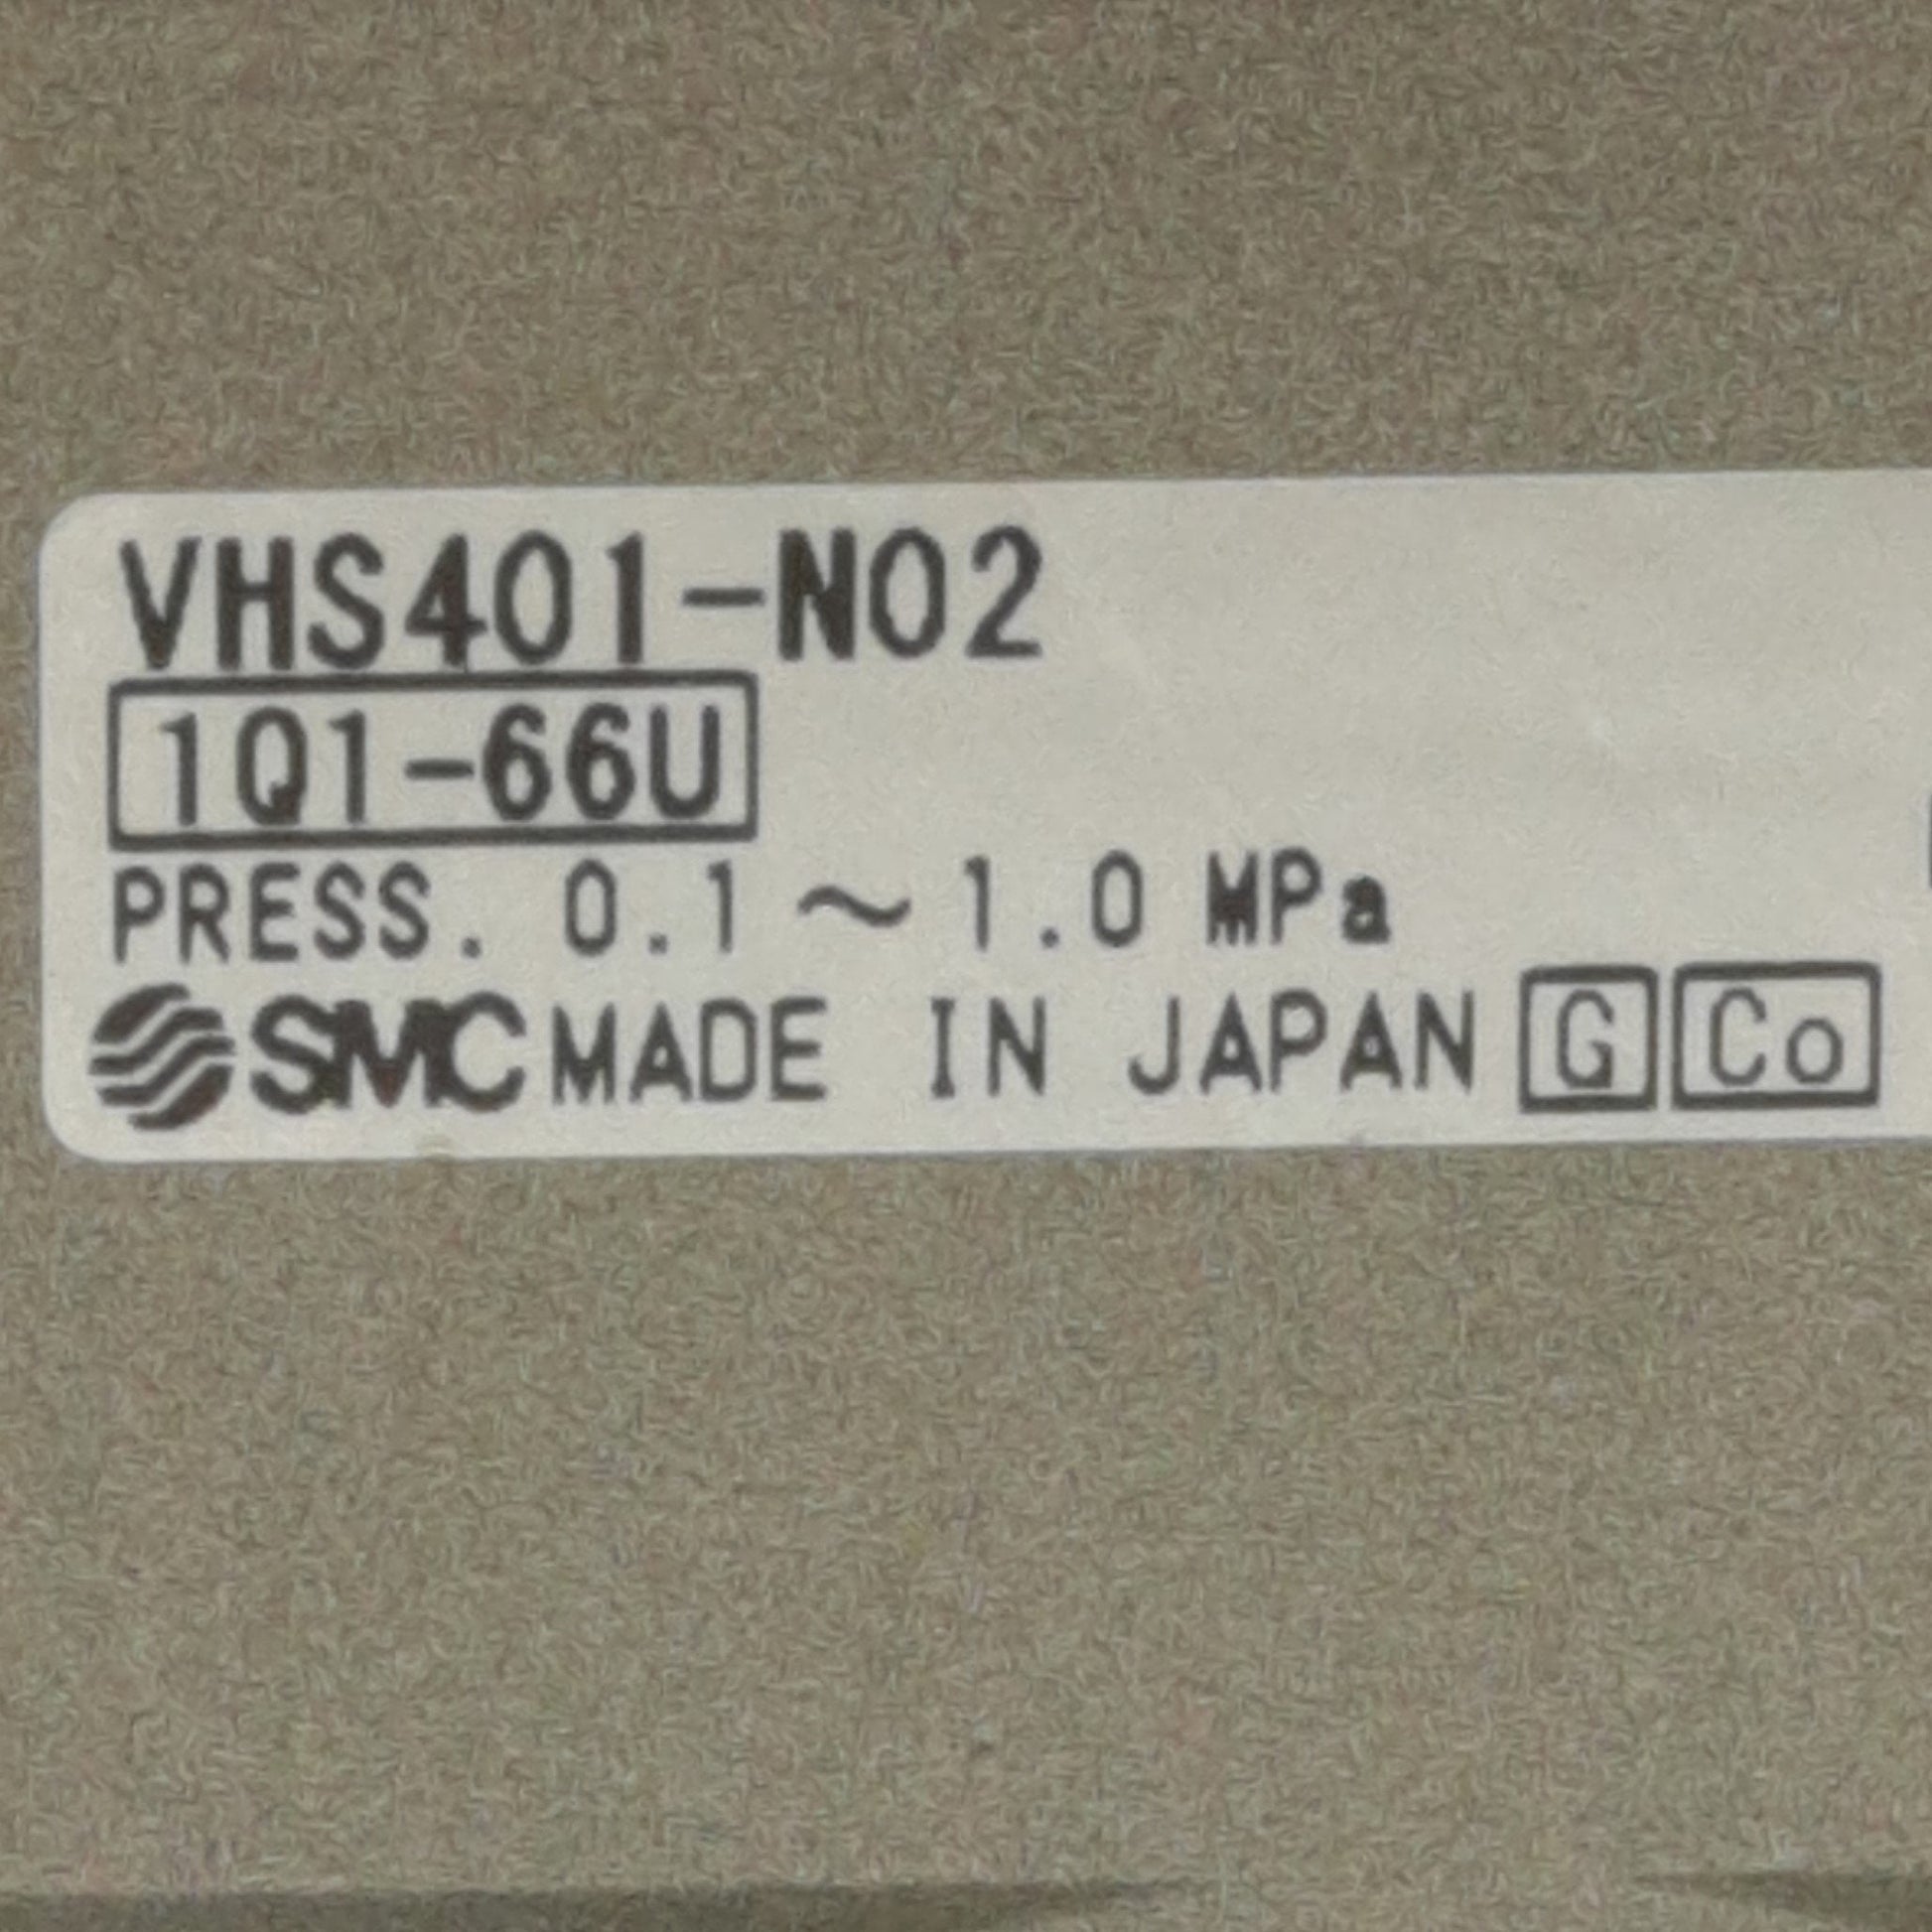 VHS401-N02
1Q1-66U
PRESS. 0.1～1.0 MPa
SMC MADE IN JAPAN G Co